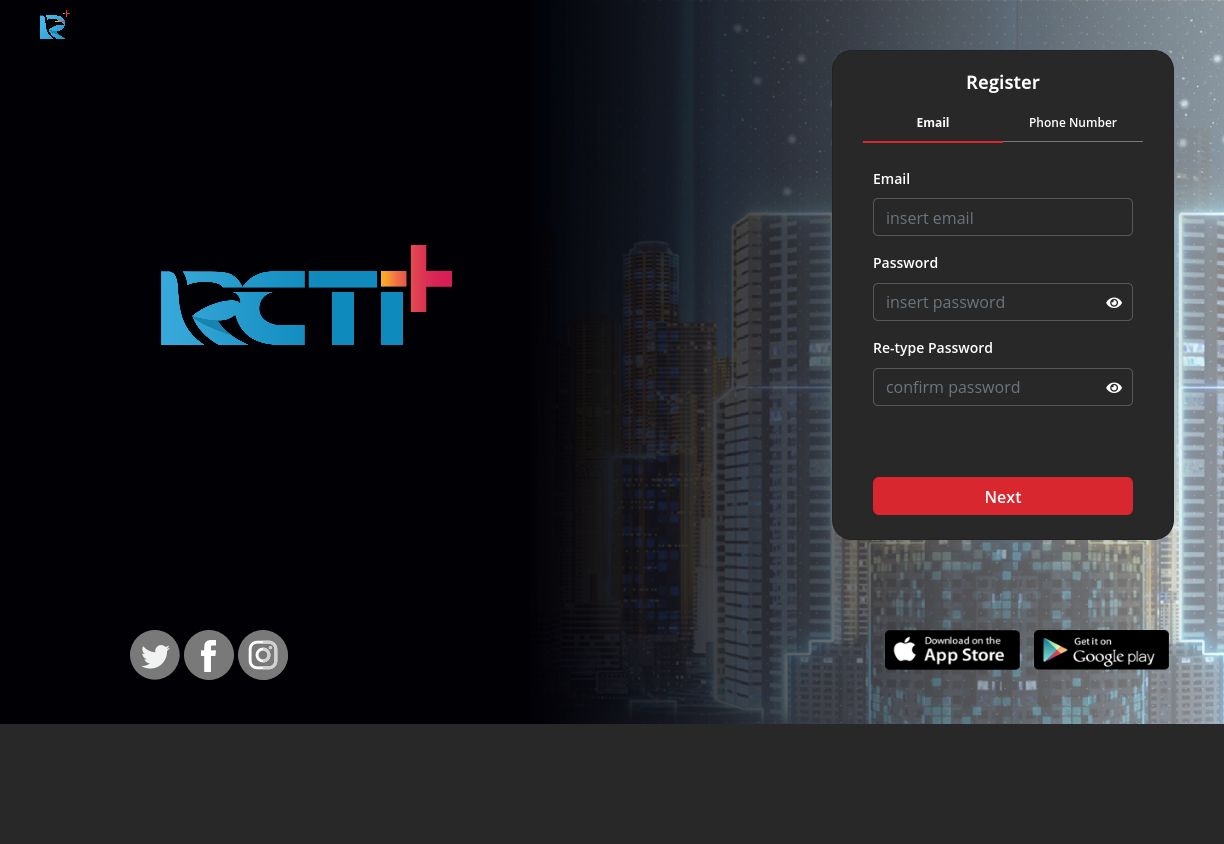 Register
Email
Phone Number
Email
insert email
Password
insert password
Re-type Password
confirm password
Next
RCTI+
Download on the
App Store
Get it on
Google play